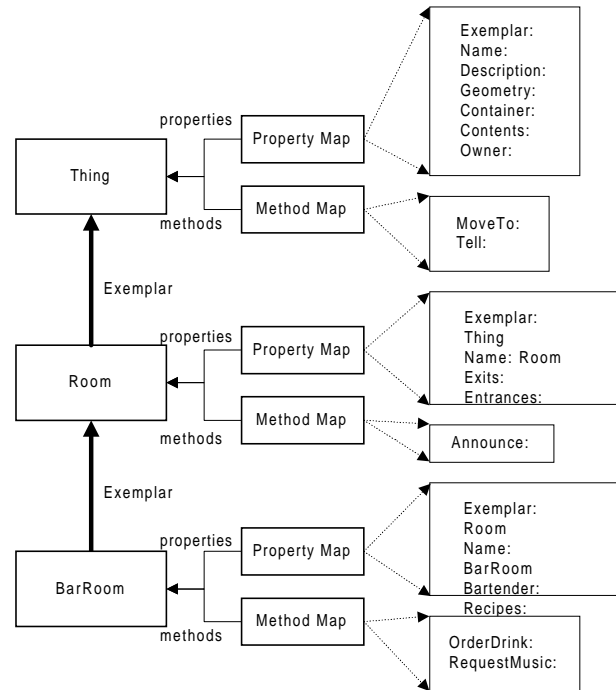 Exemplar:
Name:
Description:
Geometry:
Container:
Contents:
Owner:
properties
Property Map
Thing
Method Map
methods
MoveTo:
Tell:
Exemplar
Exemplar:
Thing
Name: Room
Exits:
Entrances:
properties
Property Map
Room
Method Map
methods
Announce:
Exemplar
Exemplar:
Room
Name:
BarRoom
Bartender:
Recipes:
properties
Property Map
BarRoom
Method Map
methods
OrderDrink:
RequestMusic: